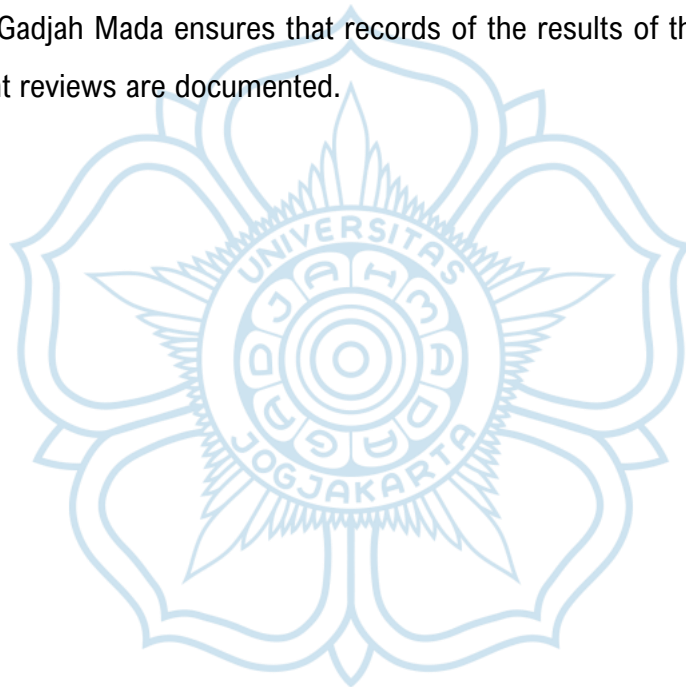 Gadjah Mada ensures that records of the results of th
t reviews are documented.
UNIVERSITAS
GADJAH MADA
JOGJAKARTA